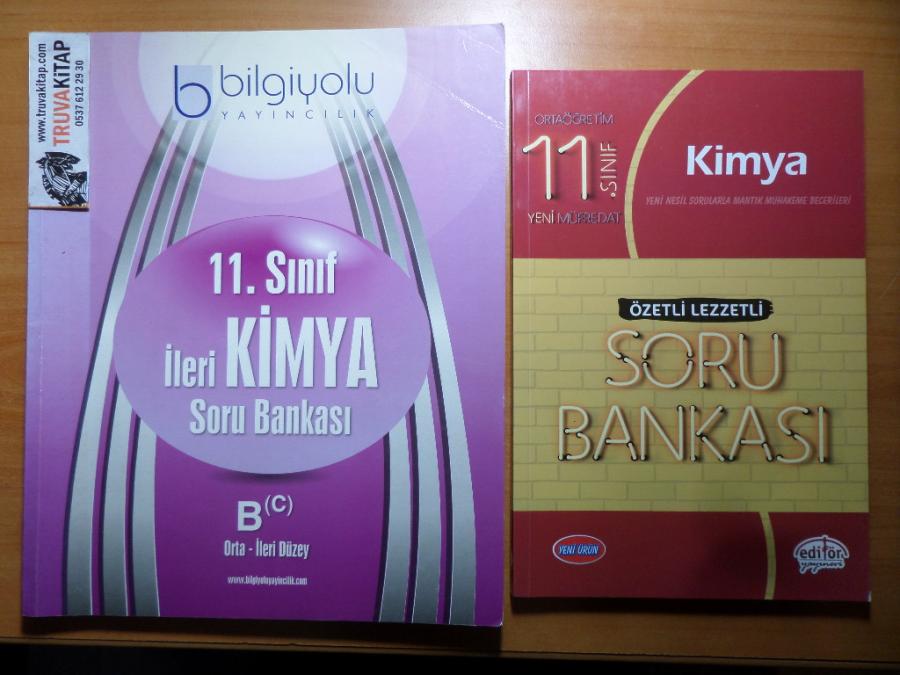 www.truvakitap.com
TRUVAKİTAP
0537 612 29 30
bilgiyolu
YAYINCILIK
11. Sınıf
İleri KİMYA
Soru Bankası
B(C)
Orta - İleri Düzey
www.bilgiyoluyayincilik.com
ORTAÖĞRETİM
11.SINIF
YENİ MÜFREDAT
Kimya
YENİ NESİL SORULARLA MANTIK MUHAKEME BECERİLERİ
ÖZETLİ LEZZETLİ
SORU
BANKASI
YENİ ÜRÜN
editör
yayınevi